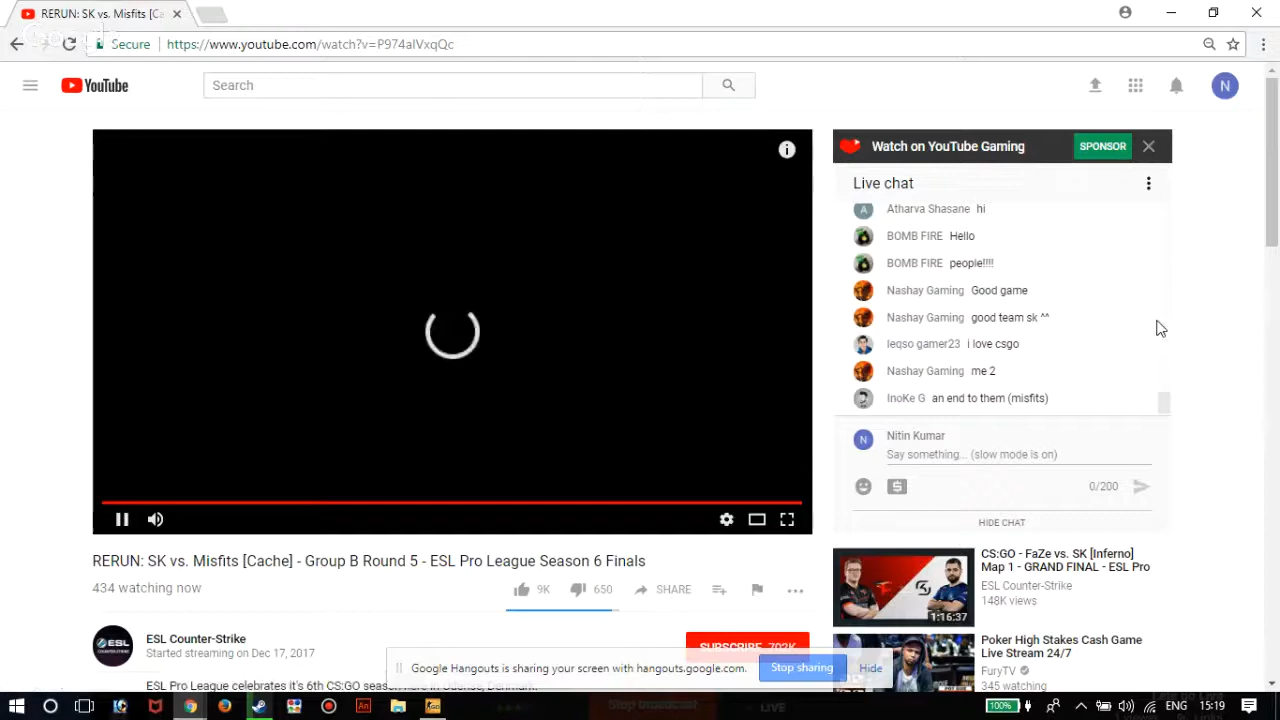 RERUN: SK vs. Misfits [Ca
Secure
https://www.youtube.com/watch?v=P974alVxqQc
YouTube
Search
N
Watch on YouTube Gaming
SPONSOR
Live chat
A Atharva Shasane hi
BOMB FIRE Hello
BOMB FIRE people!!!!
Nashay Gaming Good game
Nashay Gaming good team sk ^^
leqso gamer23 i love csgo
Nashay Gaming me 2
InoKe G an end to them (misfits)
N Nitin Kumar
Say something... (slow mode is on)
0/200
HIDE CHAT
RERUN: SK vs. Misfits [Cache] - Group B Round 5 - ESL Pro League Season 6 Finals
434 watching now
9K
650
SHARE
CS:GO - FaZe vs. SK [Inferno]
Map 1 - GRAND FINAL - ESL Pro
ESL Counter-Strike
148K views
1:16:37
ESL Counter-Strike
Started streaming on Dec 17, 2017
SUBSCRIBE
Poker High Stakes Cash Game
Live Stream 24/7
FuryTV
345 watching
Google Hangouts is sharing your screen with hangouts.google.com.
Stop sharing
Hide
ESL Pro League celebrates it's 6th CS:GO season
Stop broadcast
LIVE
An
100%
ENG
15:19